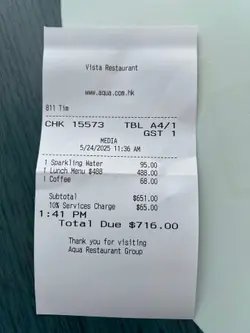 Vista Restaurant
www.aqua.com.hk
811 Tim
CHK 15573 TBL A4/1
GST 1
MEDIA
5/24/2025 11:36 AM
1 Sparkling Water 95.00
1 Lunch Menu $488 488.00
1 Coffee 68.00
Subtotal $651.00
10% Services Charge $65.00
1:41 PM
Total Due $716.00
Thank you for visiting
Aqua Restaurant Group